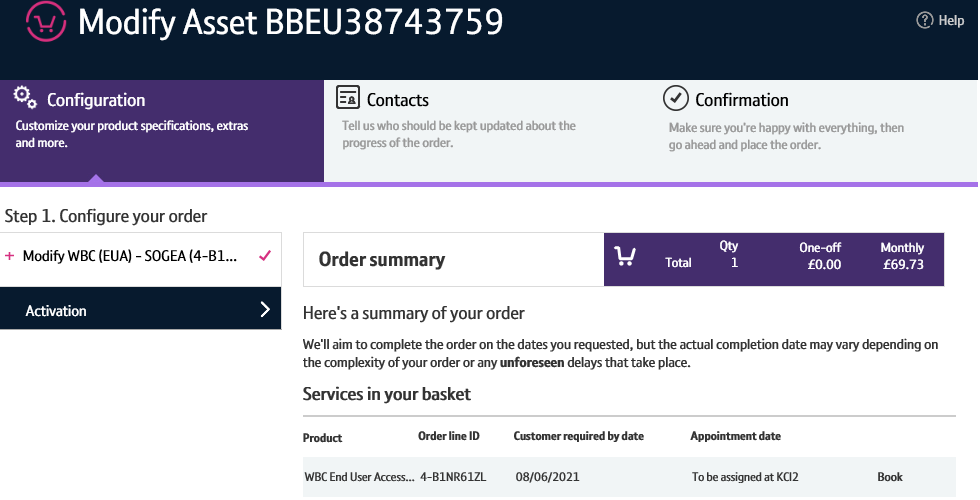 Modify Asset BBEU38743759
Help
Configuration
Customize your product specifications, extras
and more.
Contacts
Tell us who should be kept updated about the
progress of the order.
Confirmation
Make sure you're happy with everything, then
go ahead and place the order.
Step 1. Configure your order
+ Modify WBC (EUA) - SOGEA (4-B1...
Activation
Order summary
Qty One-off Monthly
Total 1 £0.00 £69.73
Here's a summary of your order
We'll aim to complete the order on the dates you requested, but the actual completion date may vary depending on
the complexity of your order or any unforeseen delays that take place.
Services in your basket
Product Order line ID Customer required by date Appointment date
WBC End User Access... 4-B1NR61ZL 08/06/2021 To be assigned at KCI2 Book